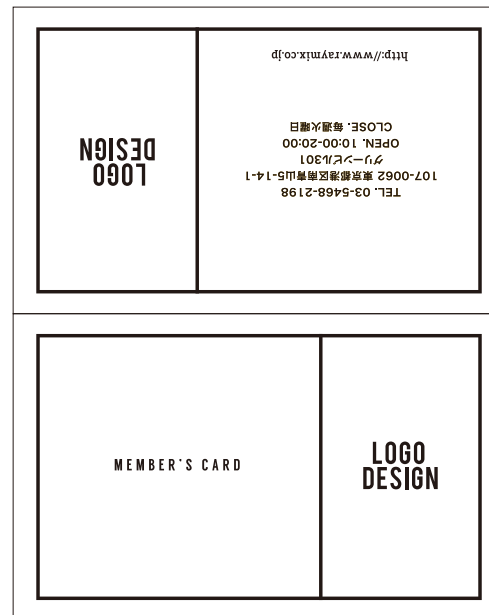 TEL. 03-5468-2198
107-0062 東京都港区南青山5-14-1
グリーンビル301
OPEN. 10:00-20:00
CLOSE. 毎週火曜日
http://www.raymix.co.jp
LOGO
DESIGN
MEMBER'S CARD
LOGO
DESIGN